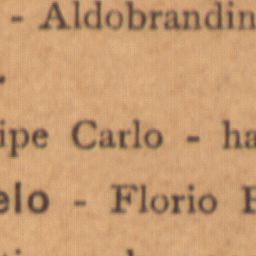 - Aldobrandin
.
ipe Carlo - ha
elo - Florio